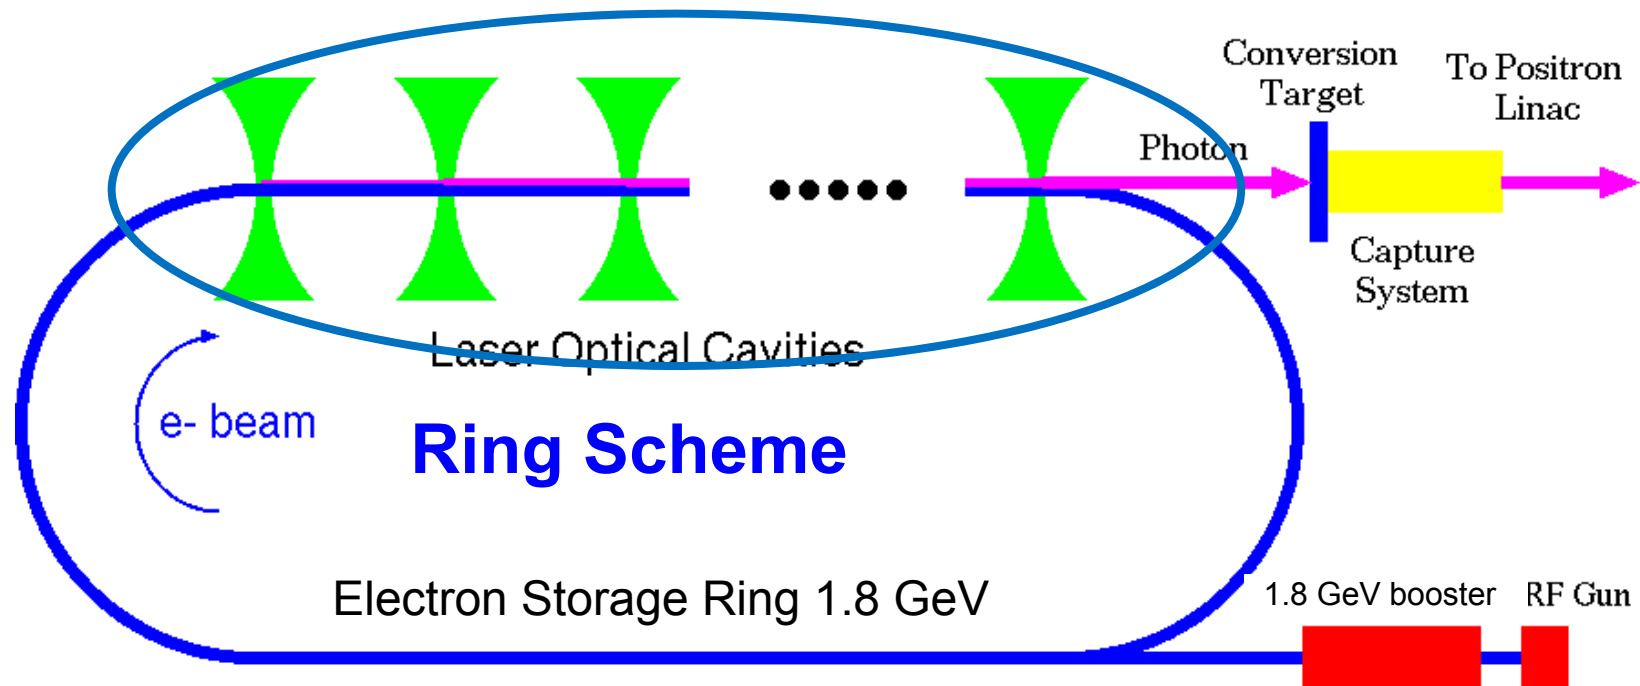 Conversion
Target
To Positron
Linac
Photon
Capture
System
Laser Optical Cavities
e- beam
Ring Scheme
Electron Storage Ring 1.8 GeV
1.8 GeV booster
RF Gun